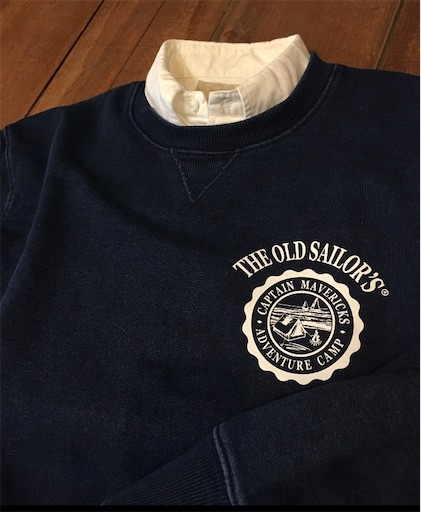 THE OLD SAILOR'S®
CAPTAIN MAVERICKS
• ADVENTURE CAMP •